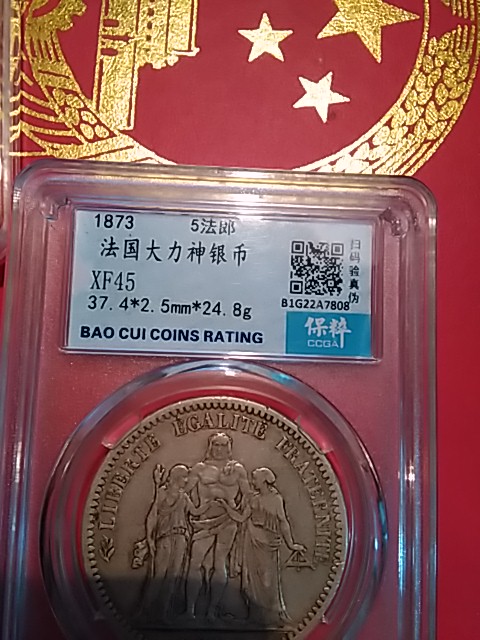 1873 5法郎
法国大力神银币
XF45
37.4*2.5mm*24.8g
BAO CUI COINS RATING
扫码验真伪
B1G22A7808
保粹
CCGA
LIBERTE EGALITE FRATERNITE